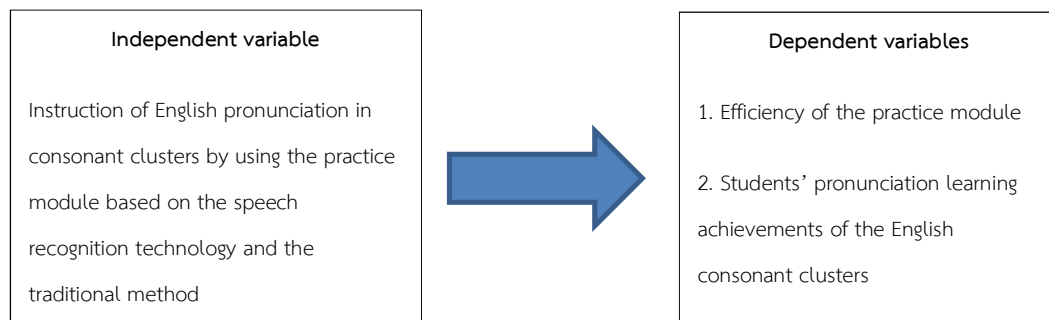 Independent variable
Instruction of English pronunciation in
consonant clusters by using the practice
module based on the speech
recognition technology and the
traditional method
Dependent variables
1. Efficiency of the practice module
2. Students’ pronunciation learning
achievements of the English
consonant clusters